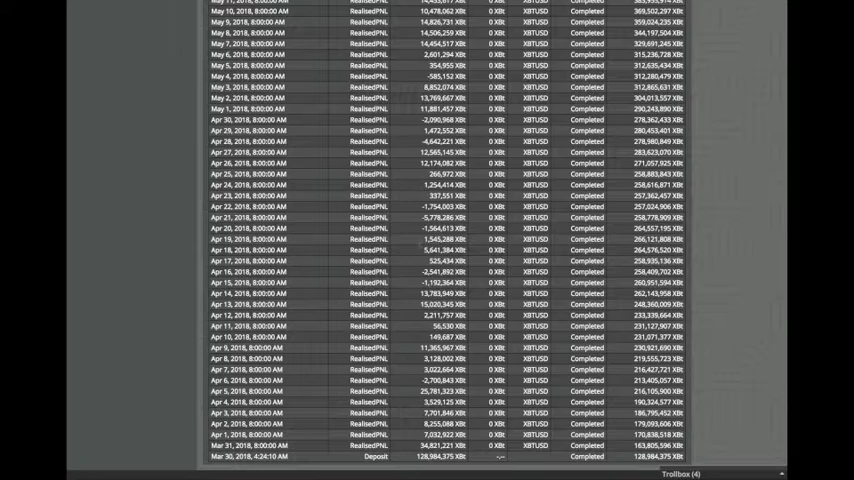 May 11, 2018, 8:00:00 AM RealisedPNL 14,453,617 XBt 0 XBt XBTUSD Completed 383,955,914 XBt
May 10, 2018, 8:00:00 AM RealisedPNL 10,478,062 XBt 0 XBt XBTUSD Completed 369,502,297 XBt
May 9, 2018, 8:00:00 AM RealisedPNL 14,826,731 XBt 0 XBt XBTUSD Completed 359,024,235 XBt
May 8, 2018, 8:00:00 AM RealisedPNL 14,506,259 XBt 0 XBt XBTUSD Completed 344,197,504 XBt
May 7, 2018, 8:00:00 AM RealisedPNL 14,454,517 XBt 0 XBt XBTUSD Completed 329,691,245 XBt
May 6, 2018, 8:00:00 AM RealisedPNL 2,601,294 XBt 0 XBt XBTUSD Completed 315,236,728 XBt
May 5, 2018, 8:00:00 AM RealisedPNL 354,955 XBt 0 XBt XBTUSD Completed 312,635,434 XBt
May 4, 2018, 8:00:00 AM RealisedPNL -585,152 XBt 0 XBt XBTUSD Completed 312,280,479 XBt
May 3, 2018, 8:00:00 AM RealisedPNL 8,852,074 XBt 0 XBt XBTUSD Completed 312,865,631 XBt
May 2, 2018, 8:00:00 AM RealisedPNL 13,769,667 XBt 0 XBt XBTUSD Completed 304,013,557 XBt
May 1, 2018, 8:00:00 AM RealisedPNL 11,881,457 XBt 0 XBt XBTUSD Completed 290,243,890 XBt
Apr 30, 2018, 8:00:00 AM RealisedPNL -2,090,968 XBt 0 XBt XBTUSD Completed 278,362,433 XBt
Apr 29, 2018, 8:00:00 AM RealisedPNL 1,472,552 XBt 0 XBt XBTUSD Completed 280,453,401 XBt
Apr 28, 2018, 8:00:00 AM RealisedPNL -4,642,221 XBt 0 XBt XBTUSD Completed 278,980,849 XBt
Apr 27, 2018, 8:00:00 AM RealisedPNL 12,565,145 XBt 0 XBt XBTUSD Completed 283,623,070 XBt
Apr 26, 2018, 8:00:00 AM RealisedPNL 12,174,082 XBt 0 XBt XBTUSD Completed 271,057,925 XBt
Apr 25, 2018, 8:00:00 AM RealisedPNL 266,972 XBt 0 XBt XBTUSD Completed 258,883,843 XBt
Apr 24, 2018, 8:00:00 AM RealisedPNL 1,254,414 XBt 0 XBt XBTUSD Completed 258,616,871 XBt
Apr 23, 2018, 8:00:00 AM RealisedPNL 337,551 XBt 0 XBt XBTUSD Completed 257,362,457 XBt
Apr 22, 2018, 8:00:00 AM RealisedPNL -1,754,003 XBt 0 XBt XBTUSD Completed 257,024,906 XBt
Apr 21, 2018, 8:00:00 AM RealisedPNL -5,778,286 XBt 0 XBt XBTUSD Completed 258,778,909 XBt
Apr 20, 2018, 8:00:00 AM RealisedPNL -1,564,613 XBt 0 XBt XBTUSD Completed 264,557,195 XBt
Apr 19, 2018, 8:00:00 AM RealisedPNL 1,545,288 XBt 0 XBt XBTUSD Completed 266,121,808 XBt
Apr 18, 2018, 8:00:00 AM RealisedPNL 5,641,384 XBt 0 XBt XBTUSD Completed 264,576,520 XBt
Apr 17, 2018, 8:00:00 AM RealisedPNL 525,434 XBt 0 XBt XBTUSD Completed 258,935,136 XBt
Apr 16, 2018, 8:00:00 AM RealisedPNL -2,541,892 XBt 0 XBt XBTUSD Completed 258,409,702 XBt
Apr 15, 2018, 8:00:00 AM RealisedPNL -1,192,364 XBt 0 XBt XBTUSD Completed 260,951,594 XBt
Apr 14, 2018, 8:00:00 AM RealisedPNL 13,783,949 XBt 0 XBt XBTUSD Completed 262,143,958 XBt
Apr 13, 2018, 8:00:00 AM RealisedPNL 15,020,345 XBt 0 XBt XBTUSD Completed 248,360,009 XBt
Apr 12, 2018, 8:00:00 AM RealisedPNL 2,211,757 XBt 0 XBt XBTUSD Completed 233,339,664 XBt
Apr 11, 2018, 8:00:00 AM RealisedPNL 56,530 XBt 0 XBt XBTUSD Completed 231,127,907 XBt
Apr 10, 2018, 8:00:00 AM RealisedPNL 149,687 XBt 0 XBt XBTUSD Completed 231,071,377 XBt
Apr 9, 2018, 8:00:00 AM RealisedPNL 11,365,967 XBt 0 XBt XBTUSD Completed 230,921,690 XBt
Apr 8, 2018, 8:00:00 AM RealisedPNL 3,128,002 XBt 0 XBt XBTUSD Completed 219,555,723 XBt
Apr 7, 2018, 8:00:00 AM RealisedPNL 3,022,664 XBt 0 XBt XBTUSD Completed 216,427,721 XBt
Apr 6, 2018, 8:00:00 AM RealisedPNL -2,700,843 XBt 0 XBt XBTUSD Completed 213,405,057 XBt
Apr 5, 2018, 8:00:00 AM RealisedPNL 25,781,323 XBt 0 XBt XBTUSD Completed 216,105,900 XBt
Apr 4, 2018, 8:00:00 AM RealisedPNL 3,529,125 XBt 0 XBt XBTUSD Completed 190,324,577 XBt
Apr 3, 2018, 8:00:00 AM RealisedPNL 7,701,846 XBt 0 XBt XBTUSD Completed 186,795,452 XBt
Apr 2, 2018, 8:00:00 AM RealisedPNL 8,255,088 XBt 0 XBt XBTUSD Completed 179,093,606 XBt
Apr 1, 2018, 8:00:00 AM RealisedPNL 7,032,922 XBt 0 XBt XBTUSD Completed 170,838,518 XBt
Mar 31, 2018, 8:00:00 AM RealisedPNL 34,821,221 XBt 0 XBt XBTUSD Completed 163,805,596 XBt
Mar 30, 2018, 4:24:10 AM Deposit 128,984,375 XBt -.-- Completed 128,984,375 XBt
Trollbox (4)